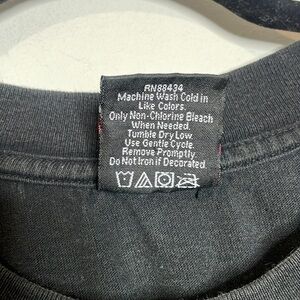 RN88434
Machine Wash Cold in
Like Colors.
Only Non-Chlorine Bleach
When Needed.
Tumble Dry Low.
Use Gentle Cycle.
Remove Promptly.
Do Not Iron if Decorated.